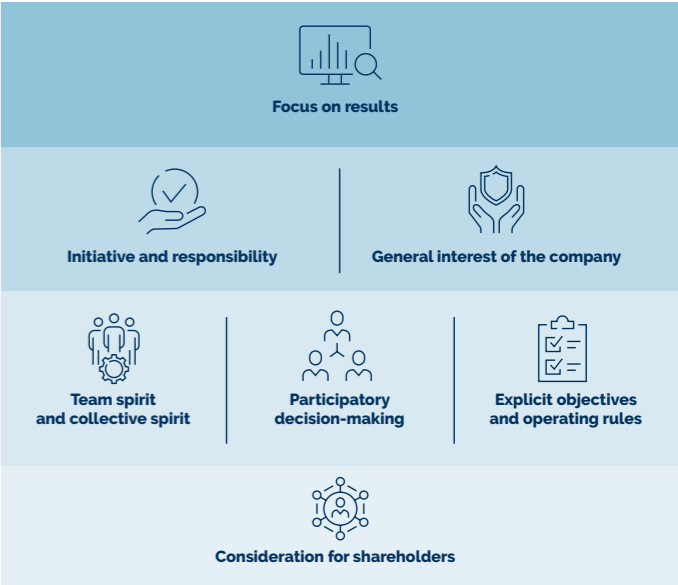 Focus on results
Initiative and responsibility
General interest of the company
Team spirit
and collective spirit
Participatory
decision-making
Explicit objectives
and operating rules
Consideration for shareholders